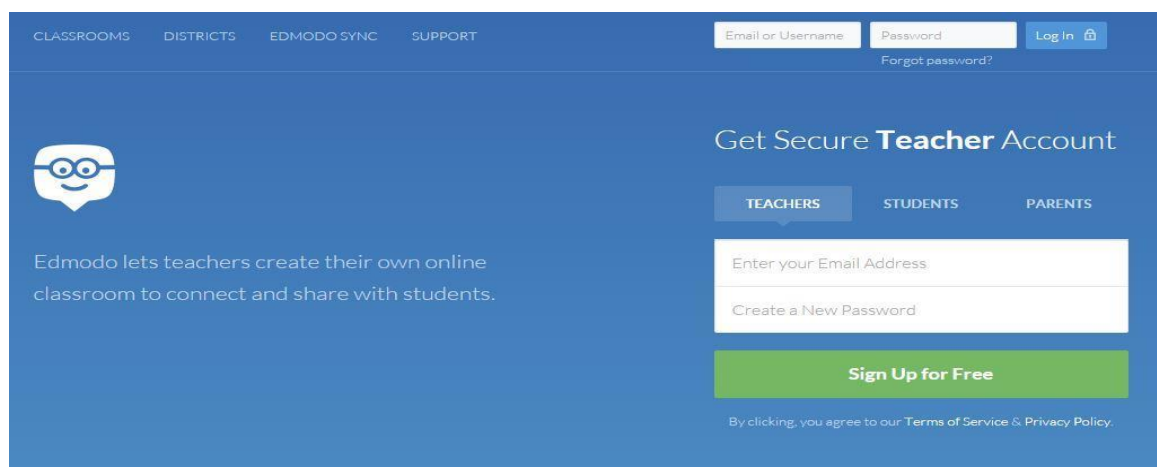 CLASSROOMS DISTRICTS EDMODO SYNC SUPPORT
Email or Username Password Log In
Forgot password?
Get Secure Teacher Account
TEACHERS STUDENTS PARENTS
Edmodo lets teachers create their own online
classroom to connect and share with students.
Enter your Email Address
Create a New Password
Sign Up for Free
By clicking, you agree to our Terms of Service & Privacy Policy.